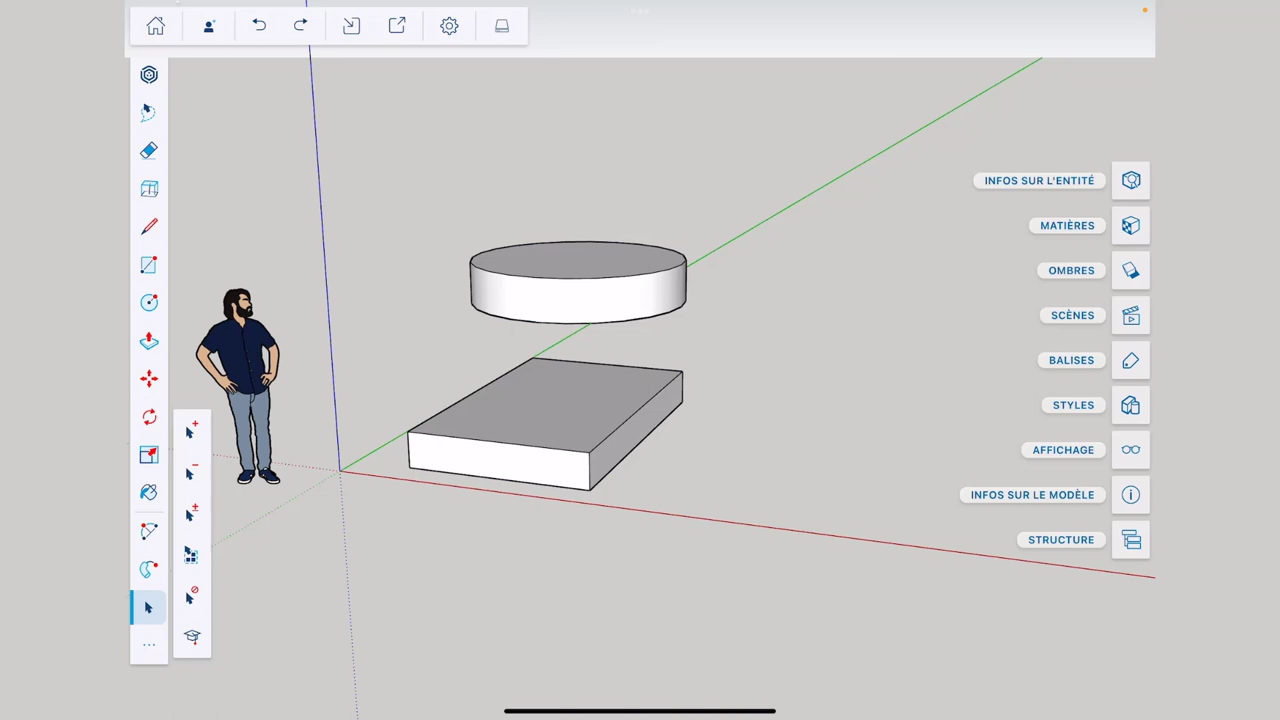 INFOS SUR L'ENTITÉ
MATIÈRES
OMBRES
SCÈNES
BALISES
STYLES
AFFICHAGE
INFOS SUR LE MODÈLE
STRUCTURE